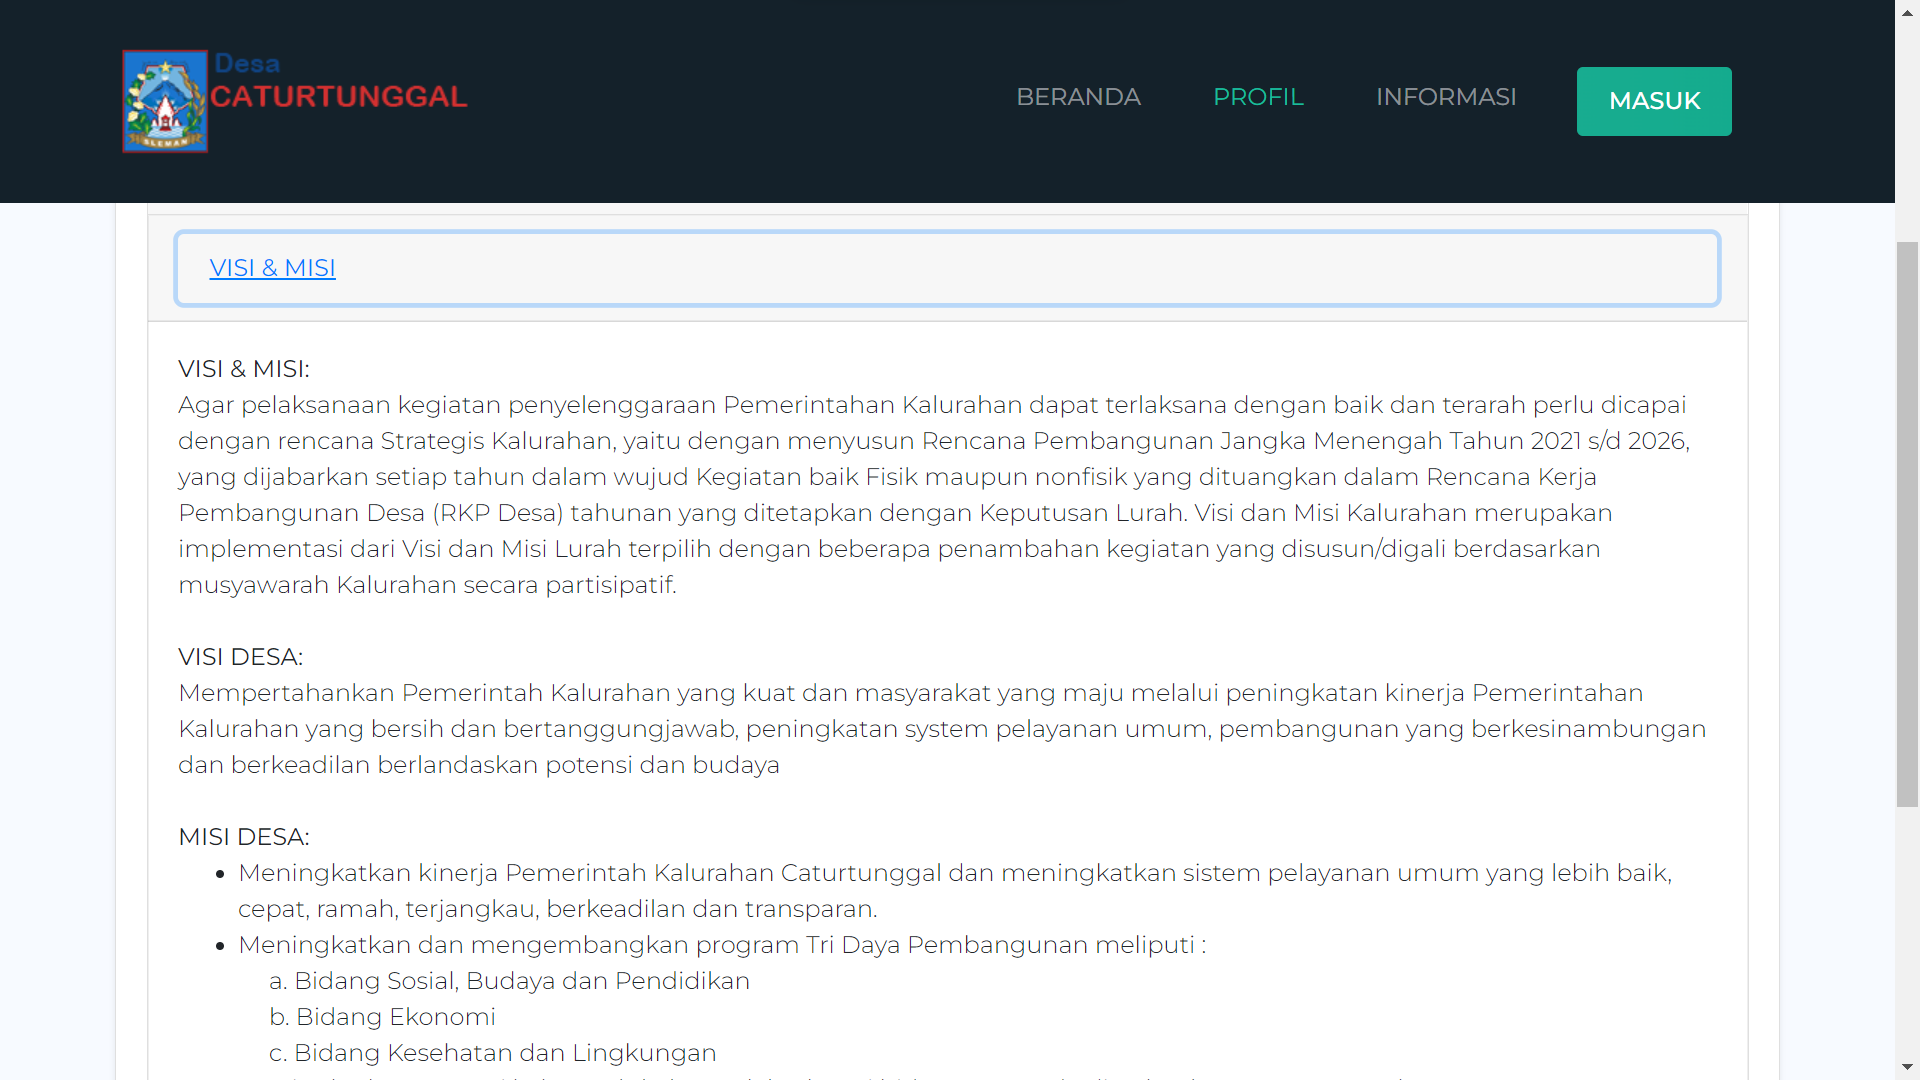 Desa
CATURTUNGGAL
SLEMAN
BERANDA
PROFIL
INFORMASI
MASUK
VISI & MISI
VISI & MISI:
Agar pelaksanaan kegiatan penyelenggaraan Pemerintahan Kalurahan dapat terlaksana dengan baik dan terarah perlu dicapai
dengan rencana Strategis Kalurahan, yaitu dengan menyusun Rencana Pembangunan Jangka Menengah Tahun 2021 s/d 2026,
yang dijabarkan setiap tahun dalam wujud Kegiatan baik Fisik maupun nonfisik yang dituangkan dalam Rencana Kerja
Pembangunan Desa (RKP Desa) tahunan yang ditetapkan dengan Keputusan Lurah. Visi dan Misi Kalurahan merupakan
implementasi dari Visi dan Misi Lurah terpilih dengan beberapa penambahan kegiatan yang disusun/digali berdasarkan
musyawarah Kalurahan secara partisipatif.
VISI DESA:
Mempertahankan Pemerintah Kalurahan yang kuat dan masyarakat yang maju melalui peningkatan kinerja Pemerintahan
Kalurahan yang bersih dan bertanggungjawab, peningkatan system pelayanan umum, pembangunan yang berkesinambungan
dan berkeadilan berlandaskan potensi dan budaya
MISI DESA:
• Meningkatkan kinerja Pemerintah Kalurahan Caturtunggal dan meningkatkan sistem pelayanan umum yang lebih baik,
cepat, ramah, terjangkau, berkeadilan dan transparan.
• Meningkatkan dan mengembangkan program Tri Daya Pembangunan meliputi :
a. Bidang Sosial, Budaya dan Pendidikan
b. Bidang Ekonomi
c. Bidang Kesehatan dan Lingkungan